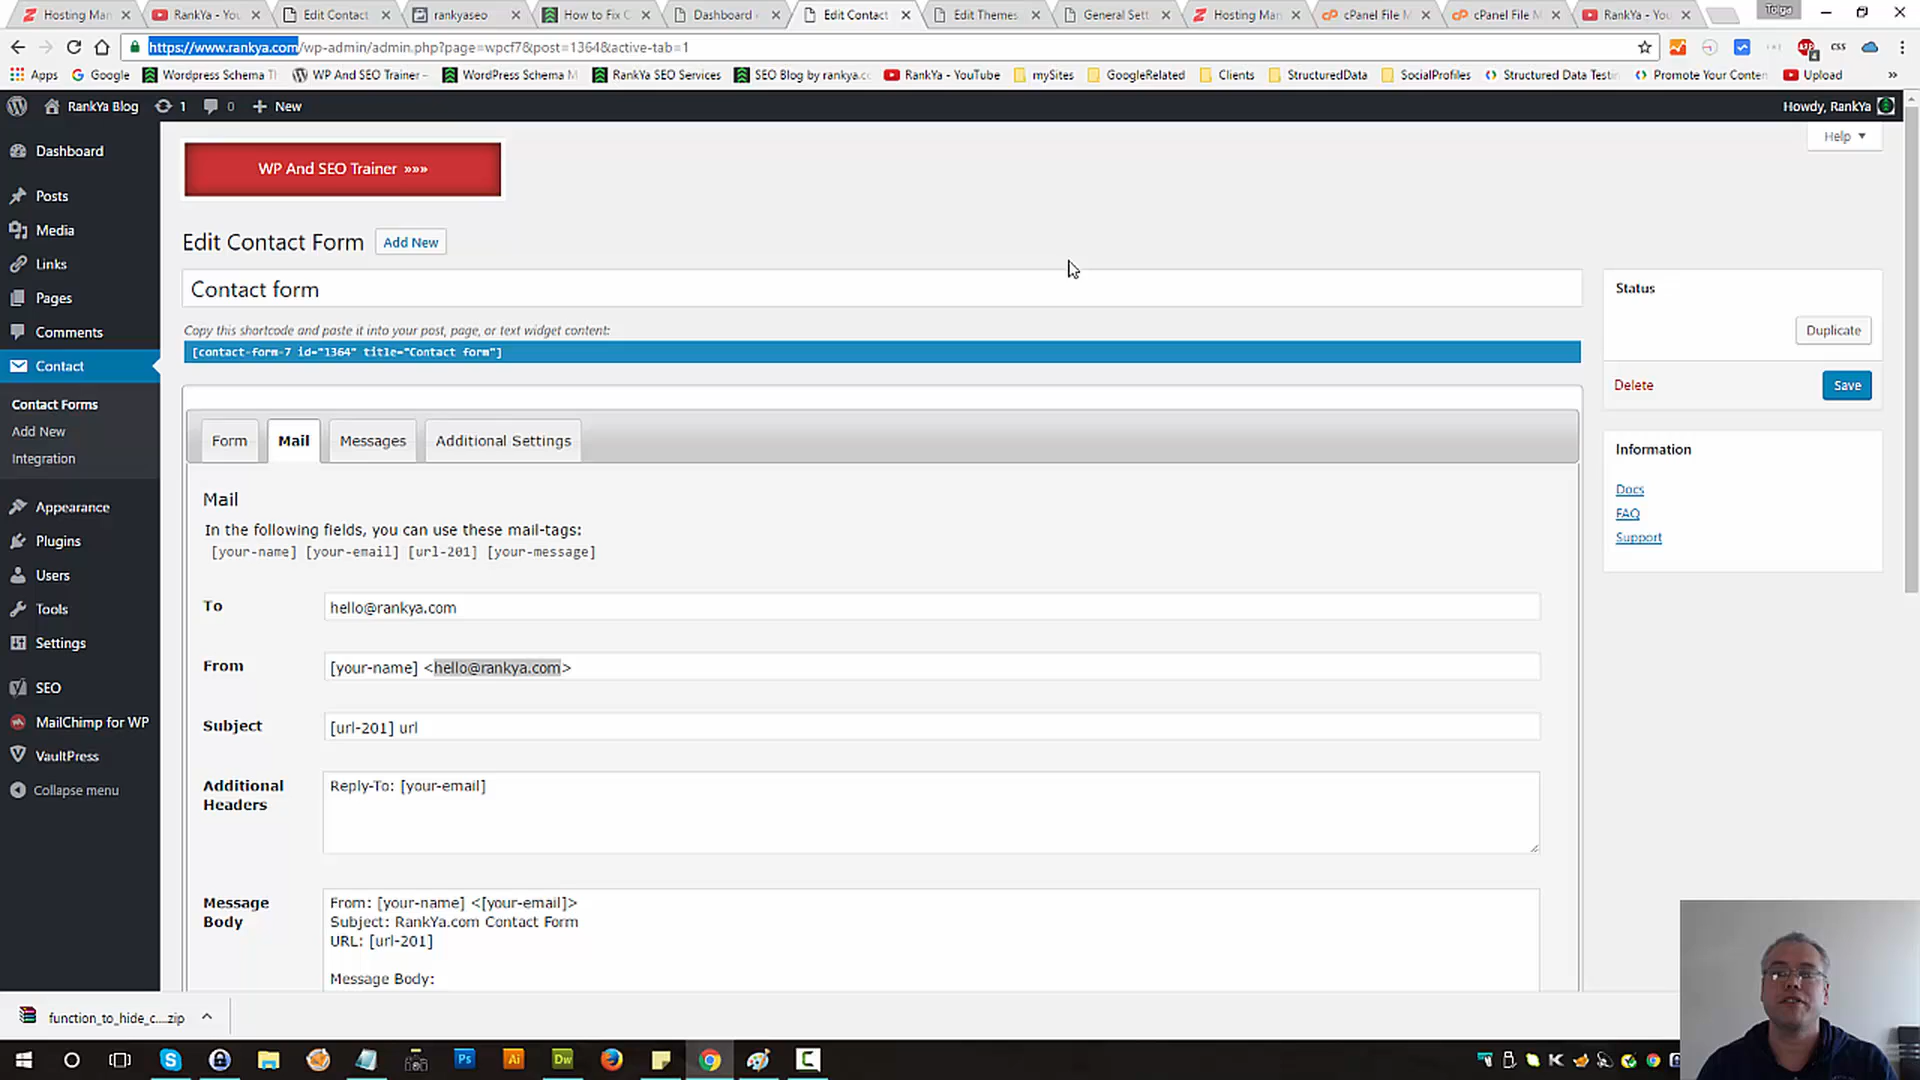 Hosting Man
RankYa - You
Edit Contact
rankyaseo
How to Fix C
Dashboard
Edit Contact
Edit Themes
General Sett
Hosting Man
cPanel File M
cPanel File M
RankYa - You
Tolga
https://www.rankya.com/wp-admin/admin.php?page=wpcf7&post=1364&active-tab=1
Apps
Google
Wordpress Schema T
WP And SEO Trainer -
WordPress Schema M
RankYa SEO Services
SEO Blog by rankya.c
RankYa - YouTube
mySites
GoogleRelated
Clients
StructuredData
SocialProfiles
Structured Data Testin
Promote Your Conten
Upload
»
RankYa Blog
1
0
+ New
Howdy, RankYa
Help
WP And SEO Trainer »»»
Edit Contact Form
Add New
Contact form
Copy this shortcode and paste it into your post, page, or text widget content:
[contact-form-7 id="1364" title="Contact form"]
Dashboard
Posts
Media
Links
Pages
Comments
Contact
Contact Forms
Add New
Integration
Appearance
Plugins
Users
Tools
Settings
SEO
MailChimp for WP
VaultPress
Collapse menu
Form
Mail
Messages
Additional Settings
Mail
In the following fields, you can use these mail-tags:
[your-name] [your-email] [url-201] [your-message]
To
hello@rankya.com
From
[your-name] <hello@rankya.com>
Subject
[url-201] url
Additional
Headers
Reply-To: [your-email]
Message
Body
From: [your-name] <[your-email]>
Subject: RankYa.com Contact Form
URL: [url-201]
Message Body:
Status
Duplicate
Delete
Save
Information
Docs
FAQ
Support
function_to_hide_c....zip
Ps
Ai
Dw